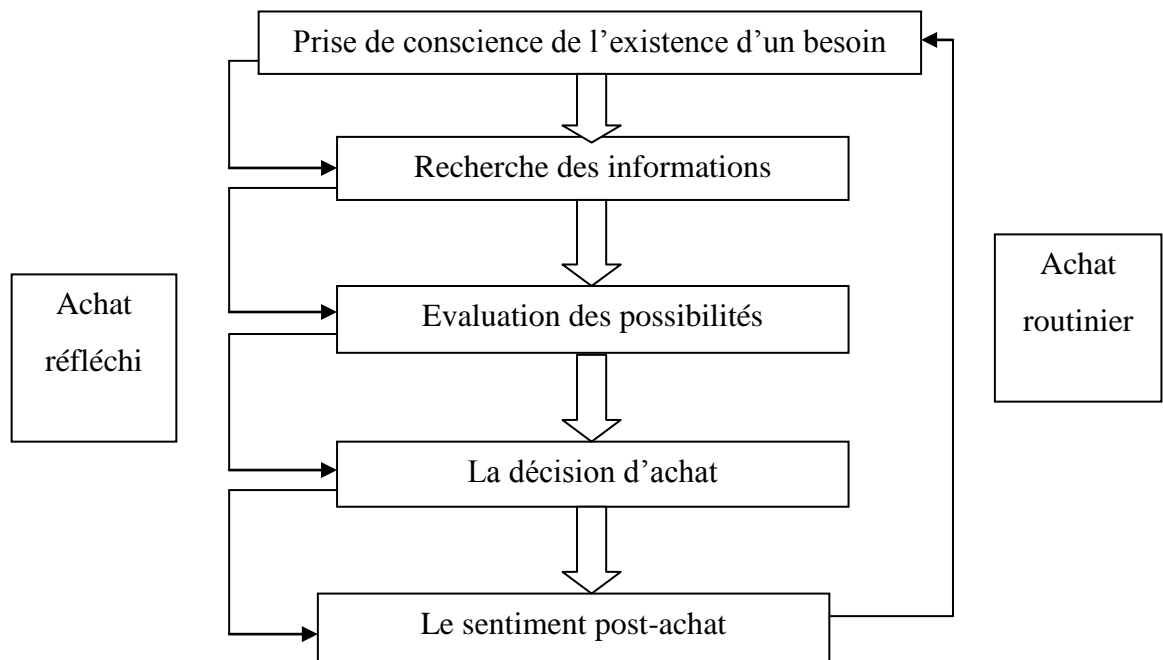 Prise de conscience de l’existence d’un besoin
Recherche des informations
Evaluation des possibilités
La décision d’achat
Le sentiment post-achat
Achat
réfléchi
Achat
routinier